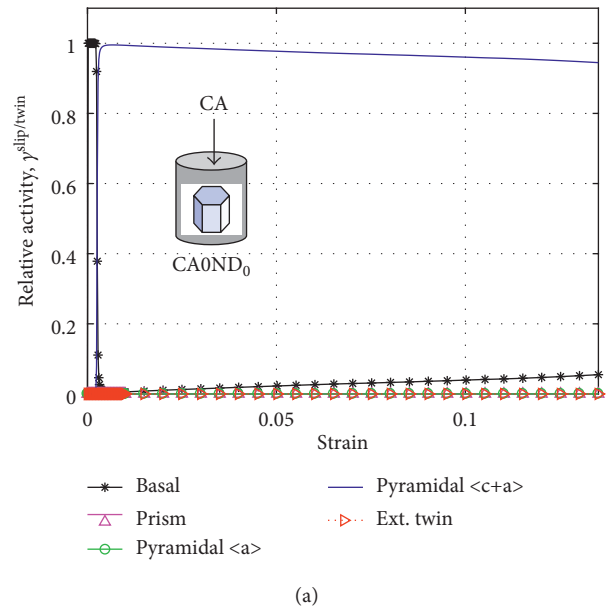 1
0.8
0.6
0.4
0.2
0
Relative activity, γ^slip/twin
CA
CA0ND₀
0
0.05
0.1
Strain
Basal
Prism
Pyramidal <a>
Pyramidal <c+a>
Ext. twin
(a)